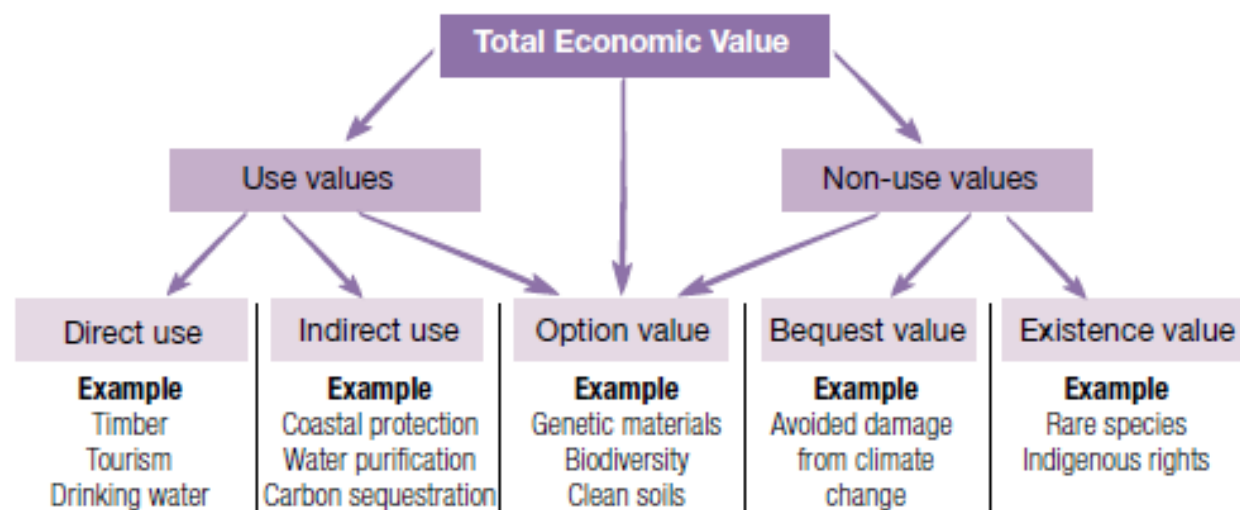 Total Economic Value
Use values
Non-use values
Direct use
Example
Timber
Tourism
Drinking water
Indirect use
Example
Coastal protection
Water purification
Carbon sequestration
Option value
Example
Genetic materials
Biodiversity
Clean soils
Bequest value
Example
Avoided damage
from climate
change
Existence value
Example
Rare species
Indigenous rights